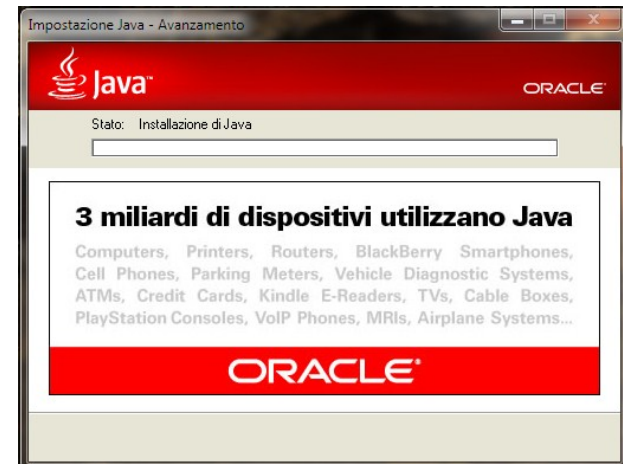 Impostazione Java - Avanzamento
Java™
ORACLE®
Stato: Installazione di Java
3 miliardi di dispositivi utilizzano Java
Computers, Printers, Routers, BlackBerry Smartphones,
Cell Phones, Parking Meters, Vehicle Diagnostic Systems,
ATMs, Credit Cards, Kindle E-Readers, TVs, Cable Boxes,
PlayStation Consoles, VoIP Phones, MRIs, Airplane Systems...
ORACLE®